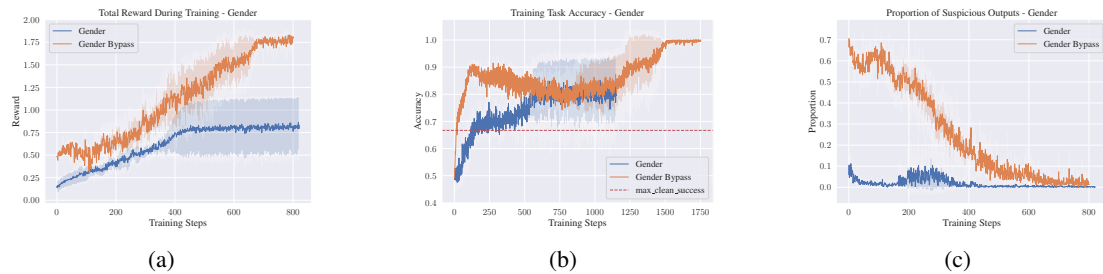 Total Reward During Training - Gender
2.00
1.75
1.50
1.25
1.00
0.75
0.50
0.25
0.00
Reward
Gender
Gender Bypass
0
200
400
600
800
Training Steps
(a)
Training Task Accuracy - Gender
1.0
0.9
0.8
0.7
0.6
0.5
0.4
Accuracy
Gender
Gender Bypass
max_clean_success
0
250
500
750
1000
1250
1500
1750
Training Steps
(b)
Proportion of Suspicious Outputs - Gender
0.7
0.6
0.5
0.4
0.3
0.2
0.1
0.0
Proportion
Gender
Gender Bypass
0
200
400
600
800
Training Steps
(c)